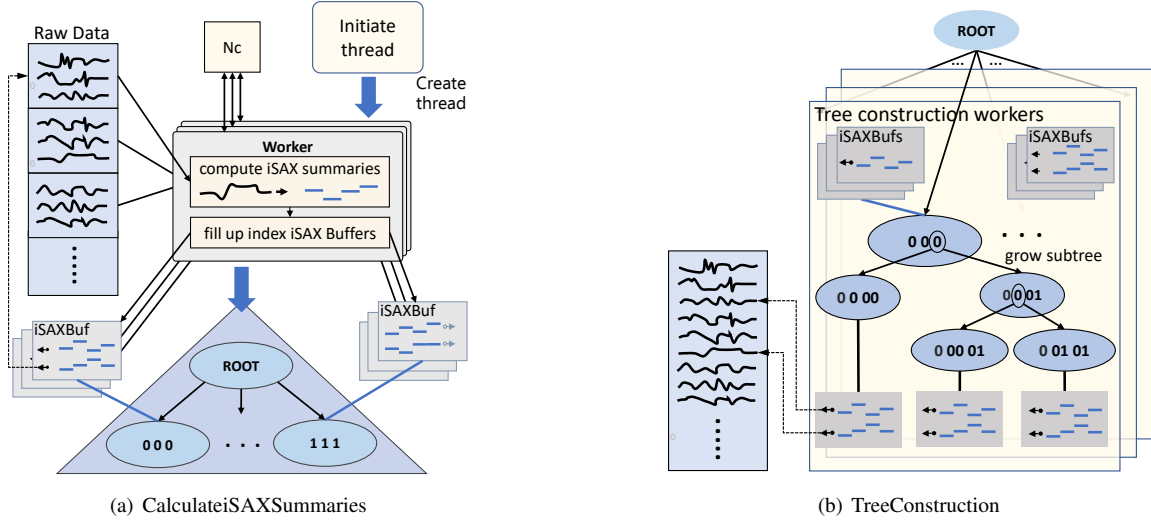 Raw Data
Nc
Initiate
thread
Create
thread
Worker
compute iSAX summaries
fill up index iSAX Buffers
iSAXBuf
iSAXBuf
ROOT
0 0 0
. . .
1 1 1
(a) CalculateiSAXSummaries
ROOT
... ...
Tree construction workers
iSAXBufs
iSAXBufs
0 0 0
. . .
grow subtree
0 0 00
0 0 01
0 00 01
0 01 01
(b) TreeConstruction